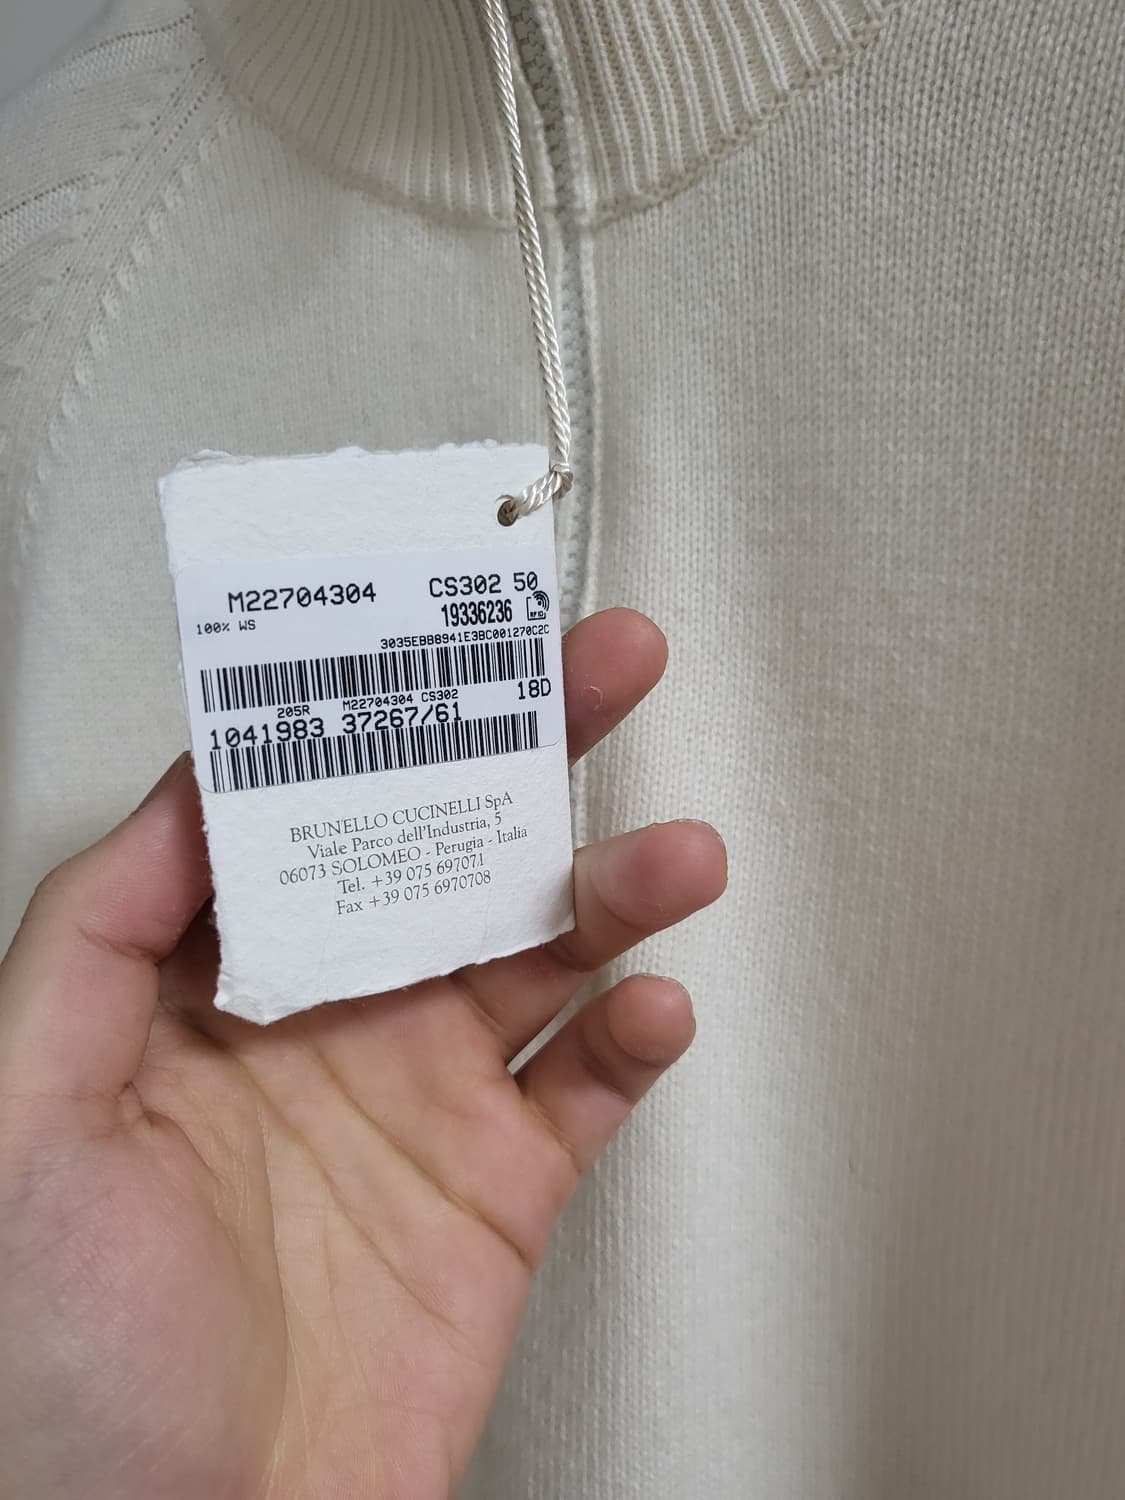 M22704304 CS302 50
19336236 RFID
100% WS
3035EBB8941E3BC001270C2C
205R M22704304 CS302 18D
1041983 37267/61
BRUNELLO CUCINELLI SpA
Viale Parco dell'Industria, 5
06073 SOLOMEO - Perugia - Italia
Tel. +39 075 697071
Fax +39 075 6970708